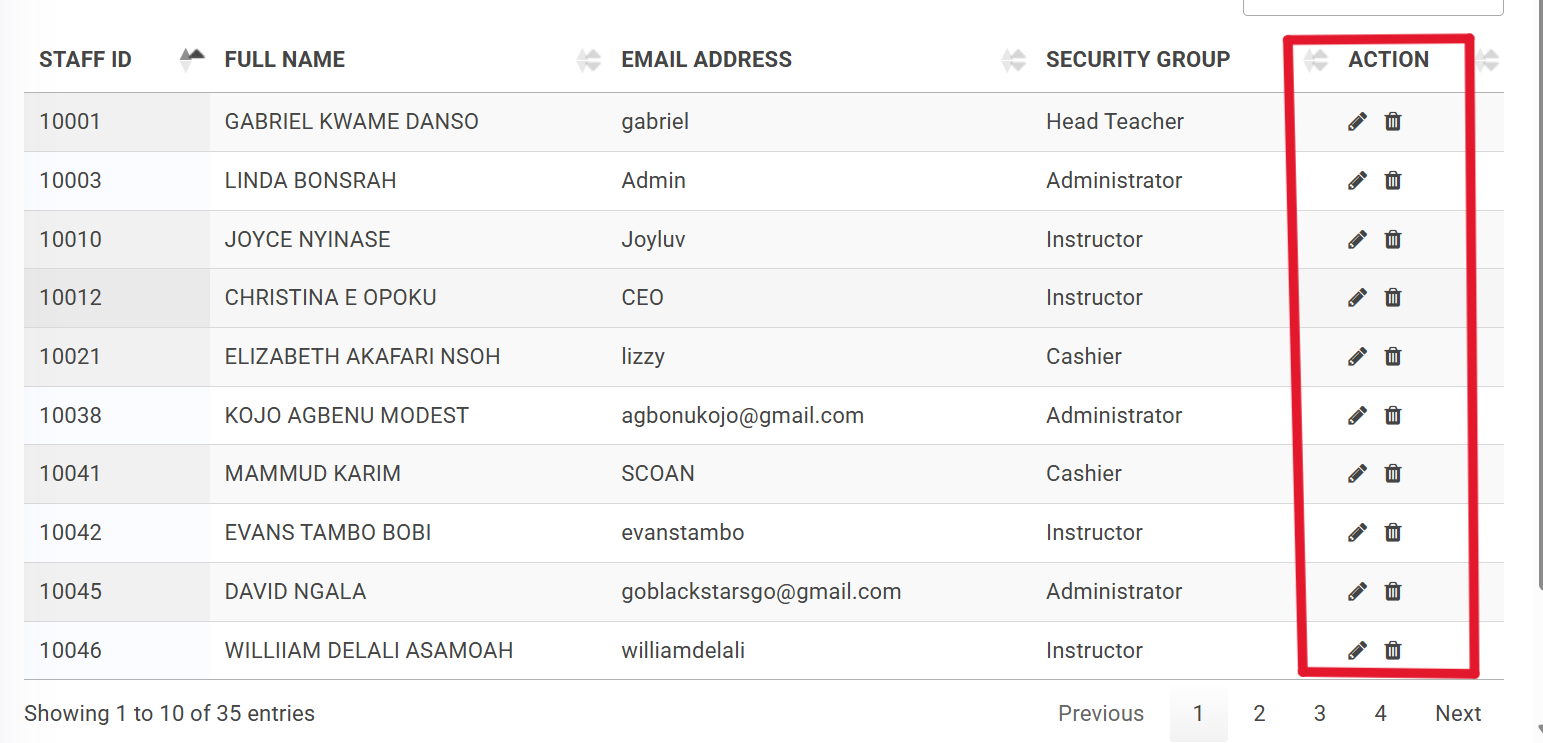 STAFF ID FULL NAME EMAIL ADDRESS SECURITY GROUP ACTION
10001 GABRIEL KWAME DANSO gabriel Head Teacher
10003 LINDA BONSRAH Admin Administrator
10010 JOYCE NYINASE Joyluv Instructor
10012 CHRISTINA E OPOKU CEO Instructor
10021 ELIZABETH AKAFARI NSOH lizzy Cashier
10038 KOJO AGBENU MODEST agbonukojo@gmail.com Administrator
10041 MAMMUD KARIM SCOAN Cashier
10042 EVANS TAMBO BOBI evanstambo Instructor
10045 DAVID NGALA goblackstarsgo@gmail.com Administrator
10046 WILLIIAM DELALI ASAMOAH williamdelali Instructor
Showing 1 to 10 of 35 entries Previous 1 2 3 4 Next